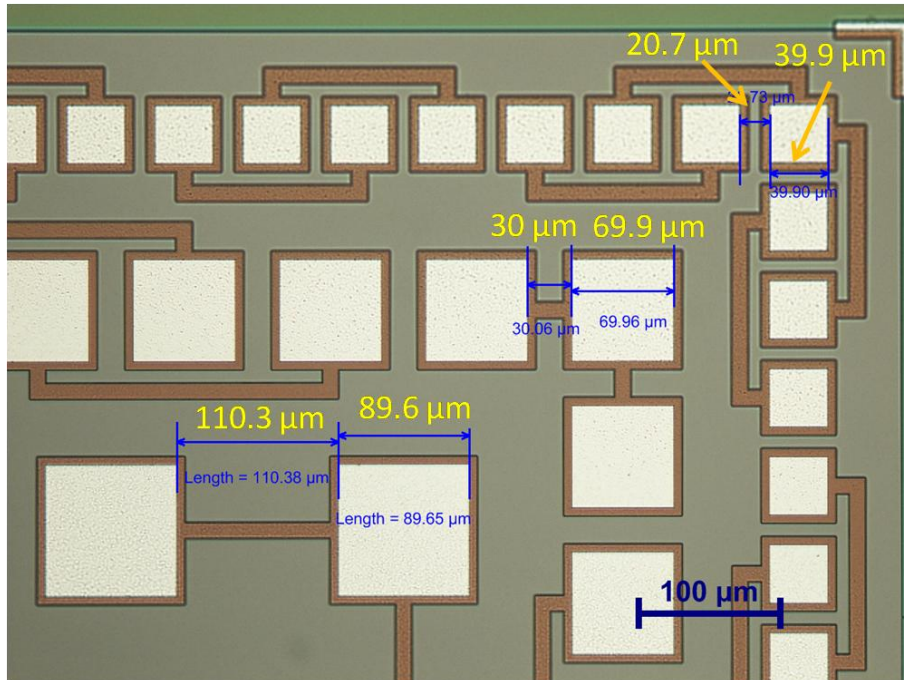 20.7 µm
39.9 µm
73 µm
39.90 µm
30 µm
69.9 µm
30.06 µm
69.96 µm
110.3 µm
89.6 µm
Length = 110.38 µm
Length = 89.65 µm
100 µm